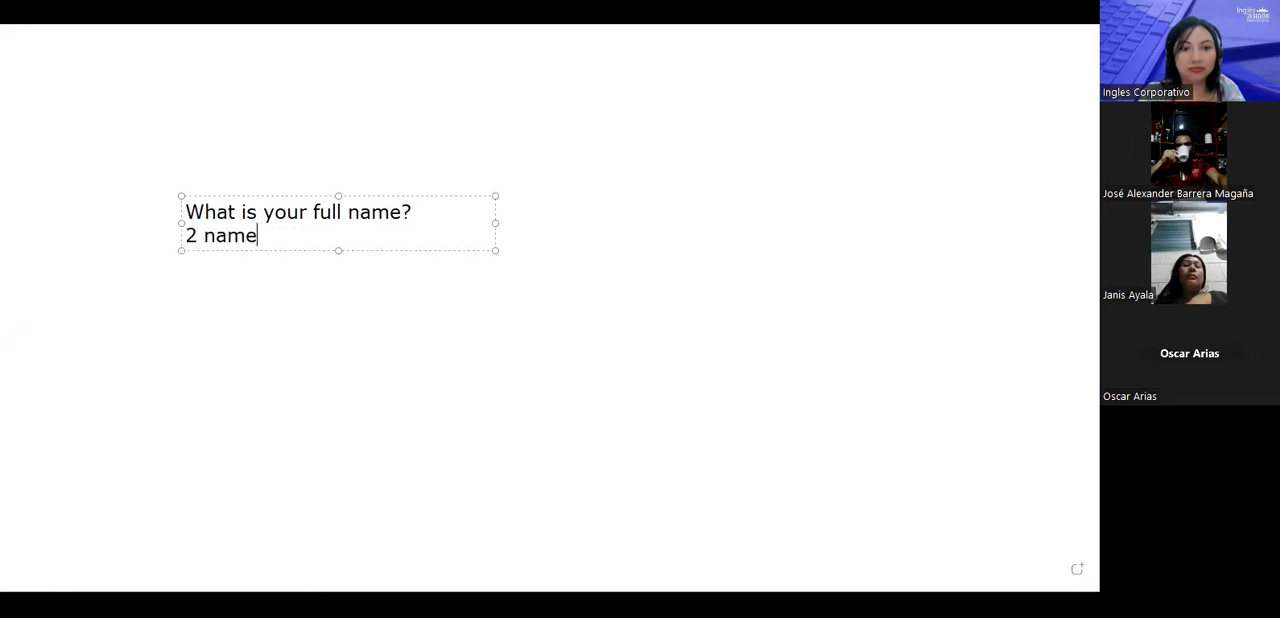 What is your full name?
2 name
Ingles Corporativo
José Alexander Barrera Magaña
Janis Ayala
Oscar Arias
Oscar Arias